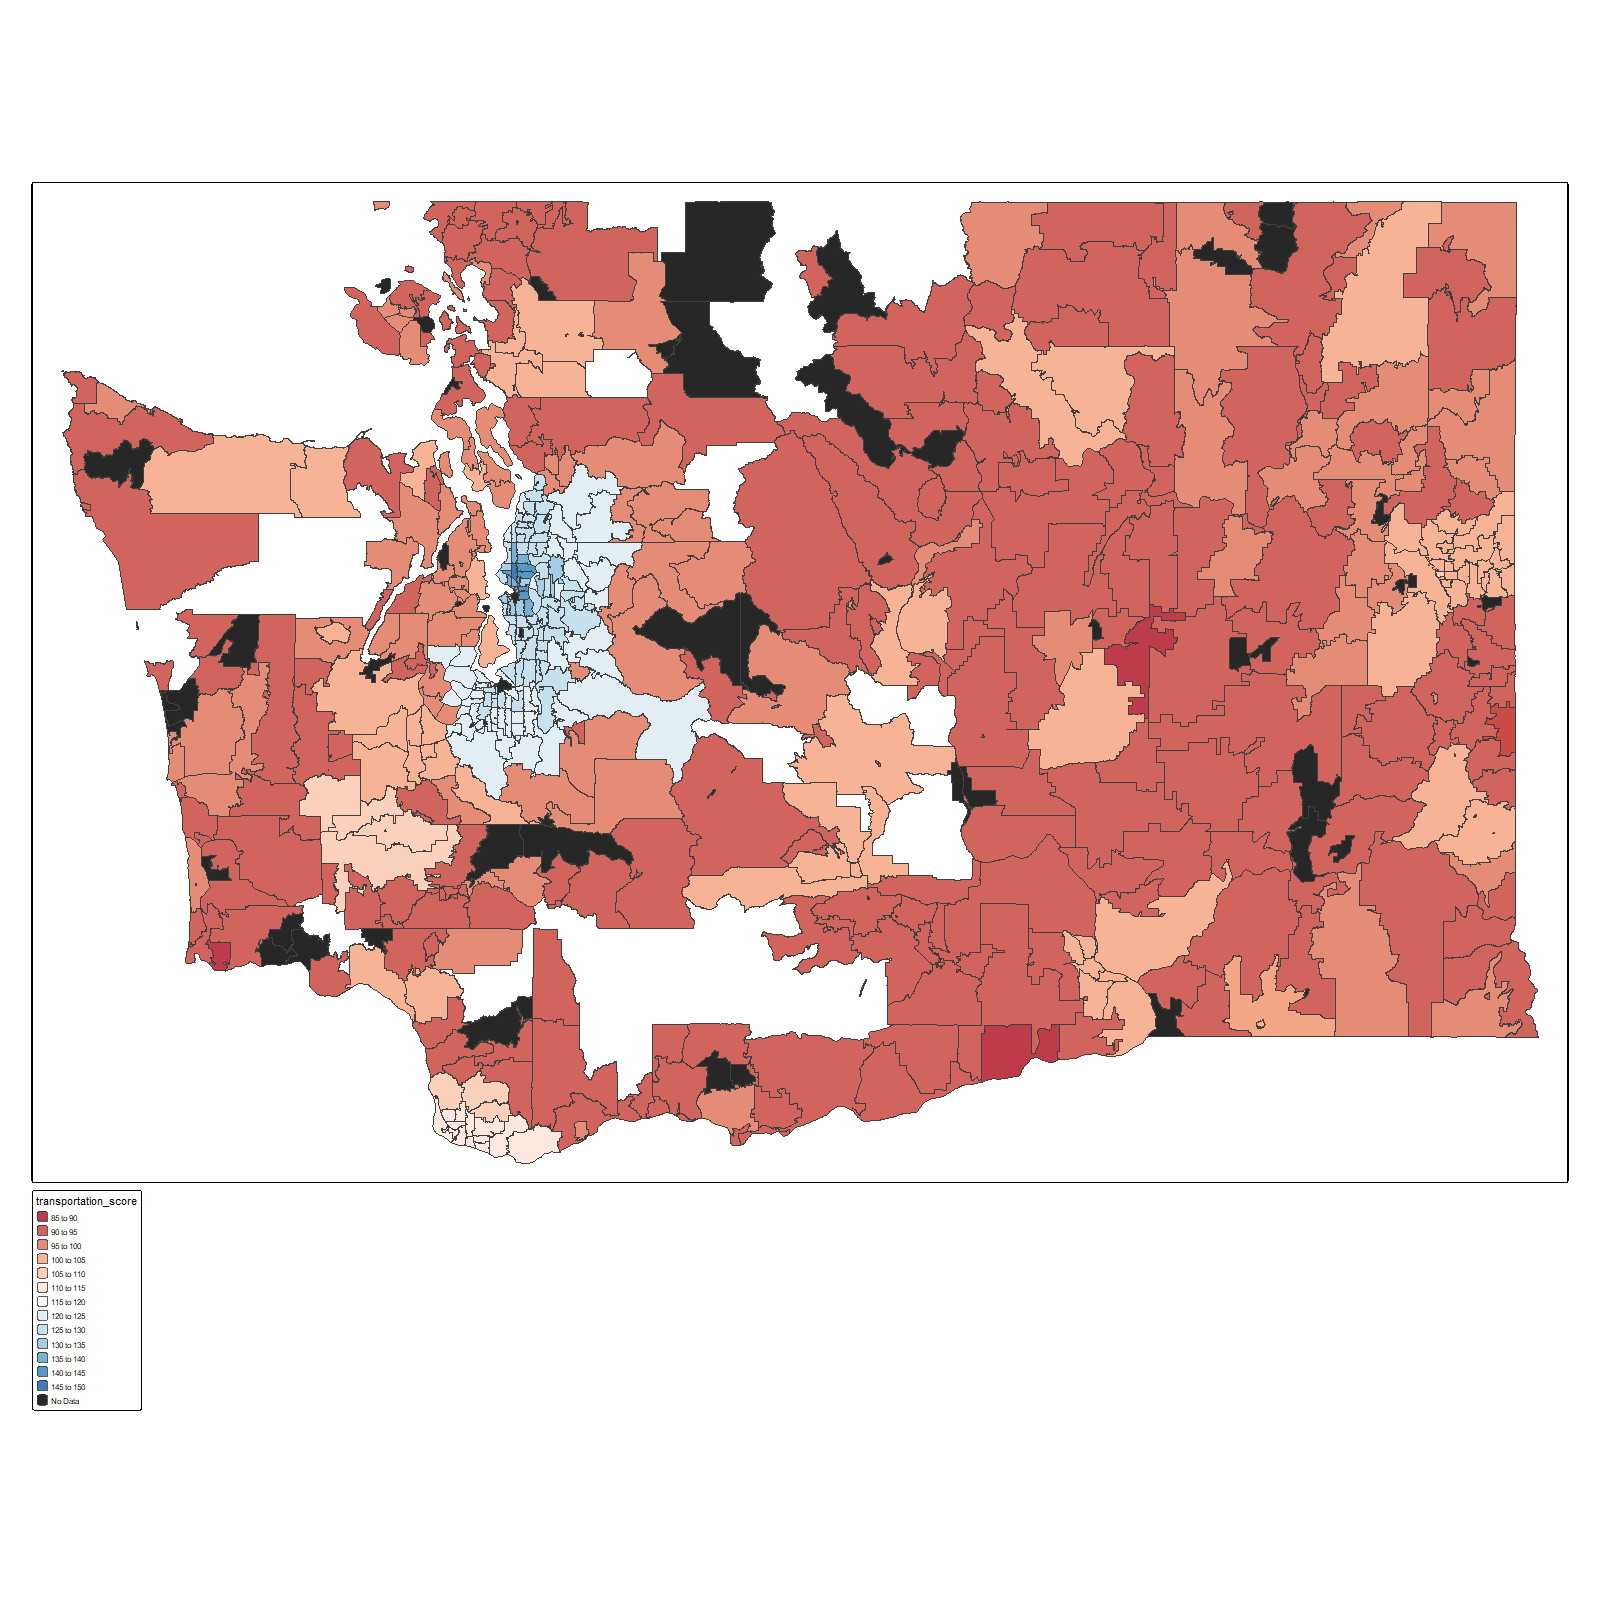 transportation_score
85 to 90
90 to 95
95 to 100
100 to 105
105 to 110
110 to 115
115 to 120
120 to 125
125 to 130
130 to 135
135 to 140
140 to 145
145 to 150
No Data